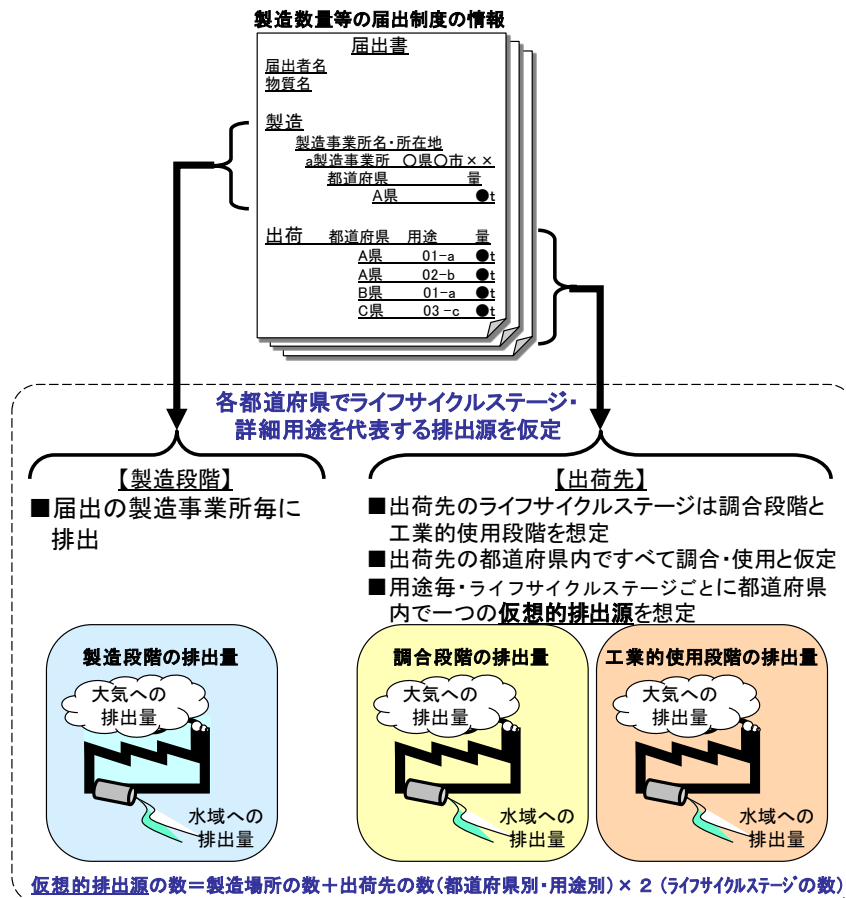 製造数量等の届出制度の情報
届出書
届出者名
物質名
製造
製造事業所名・所在地
a製造事業所　〇県〇市××
都道府県　量
A県　●t
出荷　都道府県　用途　量
A県　01-a　●t
A県　02-b　●t
B県　01-a　●t
C県　03-c　●t
各都道府県でライフサイクルステージ・
詳細用途を代表する排出源を仮定
【製造段階】
■届出の製造事業所毎に
排出
【出荷先】
■出荷先のライフサイクルステージは調合段階と
工業的使用段階を想定
■出荷先の都道府県内ですべて調合・使用と仮定
■用途毎・ライフサイクルステージごとに都道府県
内で一つの仮想的排出源を想定
製造段階の排出量
大気への
排出量
水域への
排出量
調合段階の排出量
大気への
排出量
水域への
排出量
工業的使用段階の排出量
大気への
排出量
水域への
排出量
仮想的排出源の数＝製造場所の数＋出荷先の数（都道府県別・用途別）×２（ライフサイクルステージの数）